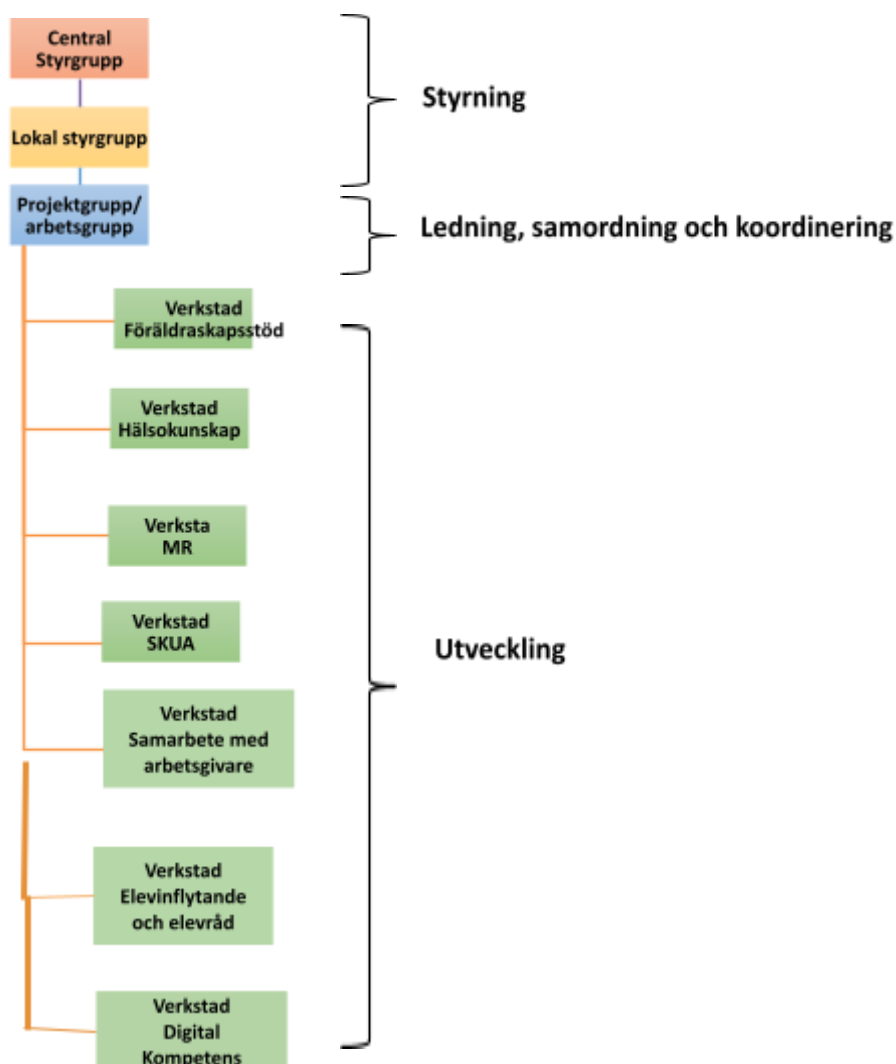 Central
Styrgrupp
Styrning
Lokal styrgrupp
Projektgrupp/
arbetsgrupp
Ledning, samordning och koordinering
Verkstad
Föräldraskapsstöd
Verkstad
Hälsokunskap
Verksta
MR
Verkstad
SKUA
Utveckling
Verkstad
Samarbete med
arbetsgivare
Verkstad
Elevinflytande
och elevråd
Verkstad
Digital
Kompetens